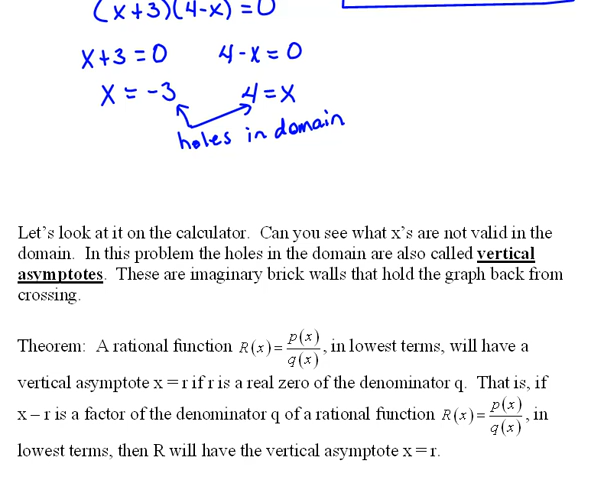 (x+3)(4-x) = 0
x+3 = 0 4-x = 0
x = -3 4 = x
holes in domain
Let's look at it on the calculator. Can you see what x's are not valid in the
domain. In this problem the holes in the domain are also called vertical
asymptotes. These are imaginary brick walls that hold the graph back from
crossing.
Theorem: A rational function R(x)= p(x)/q(x), in lowest terms, will have a
vertical asymptote x = r if r is a real zero of the denominator q. That is, if
x – r is a factor of the denominator q of a rational function R(x)= p(x)/q(x), in
lowest terms, then R will have the vertical asymptote x = r.